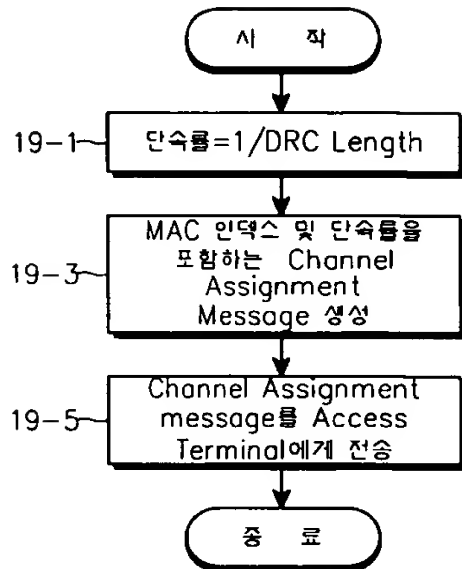 시 작
19-1
단속률=1/DRC Length
19-3
MAC 인덱스 및 단속률을
포함하는 Channel
Assignment
Message 생성
19-5
Channel Assignment
message를 Access
Terminal에게 전송
종 료